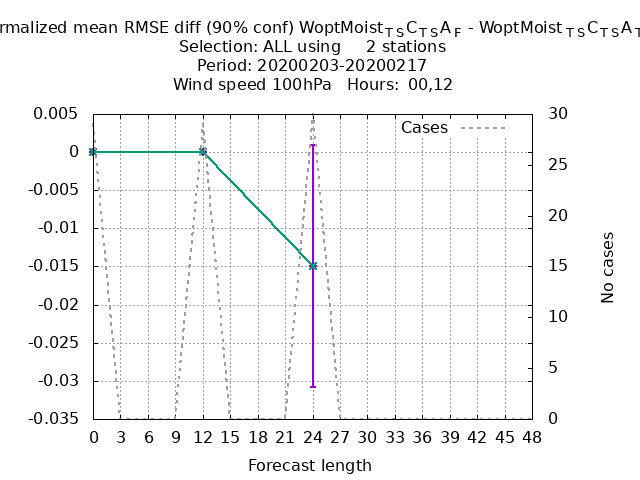 rmalized mean RMSE diff (90% conf) WoptMoistTSCTSAF - WoptMoistTSCTSAT
Selection: ALL using 2 stations
Period: 20200203-20200217
Wind speed 100hPa Hours: 00,12
0.005
0
-0.005
-0.01
-0.015
-0.02
-0.025
-0.03
-0.035
Cases
30
25
20
15
10
5
0
No cases
0 3 6 9 12 15 18 21 24 27 30 33 36 39 42 45 48
Forecast length